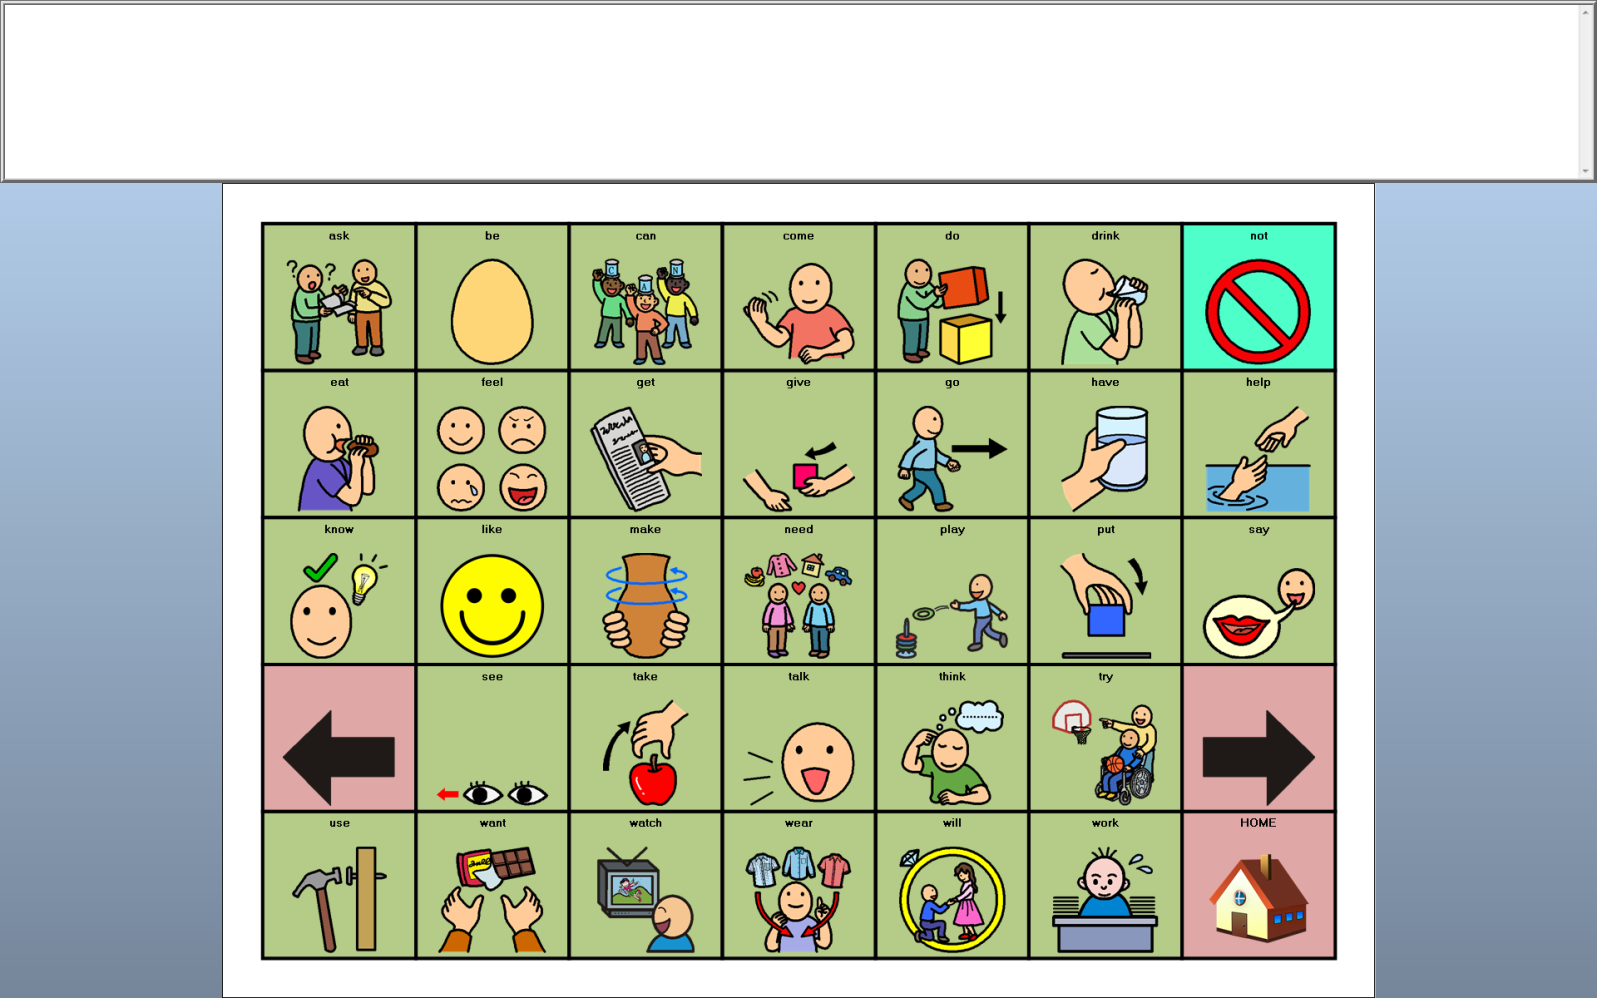 ask be can come do drink not
eat feel get give go have help
know like make need play put say
see take talk think try
use want watch wear will work HOME
C A N